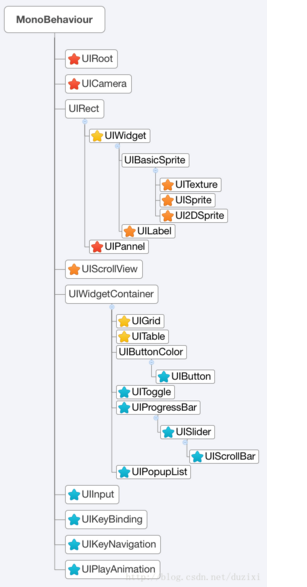 MonoBehaviour
UIRoot
UICamera
UIRect
UIWidget
UIBasicSprite
UITexture
UISprite
UI2DSprite
UILabel
UIPannel
UIScrollView
UIWidgetContainer
UIGrid
UITable
UIButtonColor
UIButton
UIToggle
UIProgressBar
UISlider
UIScrollBar
UIPopupList
UIInput
UIKeyBinding
UIKeyNavigation
UIPlayAnimation